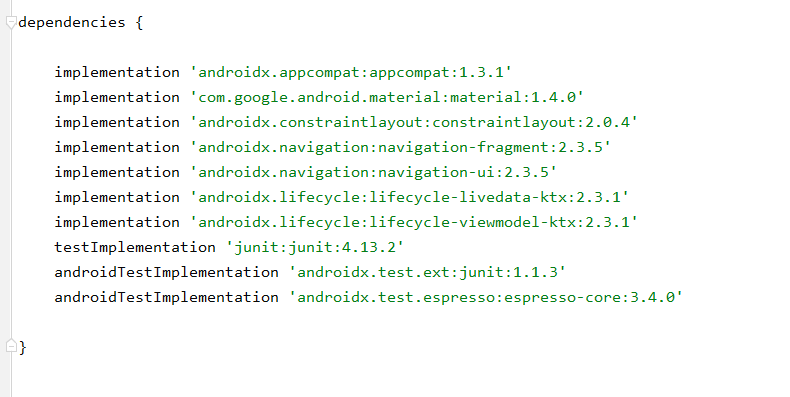 dependencies {
implementation 'androidx.appcompat:appcompat:1.3.1'
implementation 'com.google.android.material:material:1.4.0'
implementation 'androidx.constraintlayout:constraintlayout:2.0.4'
implementation 'androidx.navigation:navigation-fragment:2.3.5'
implementation 'androidx.navigation:navigation-ui:2.3.5'
implementation 'androidx.lifecycle:lifecycle-livedata-ktx:2.3.1'
implementation 'androidx.lifecycle:lifecycle-viewmodel-ktx:2.3.1'
testImplementation 'junit:junit:4.13.2'
androidTestImplementation 'androidx.test.ext:junit:1.1.3'
androidTestImplementation 'androidx.test.espresso:espresso-core:3.4.0'
}